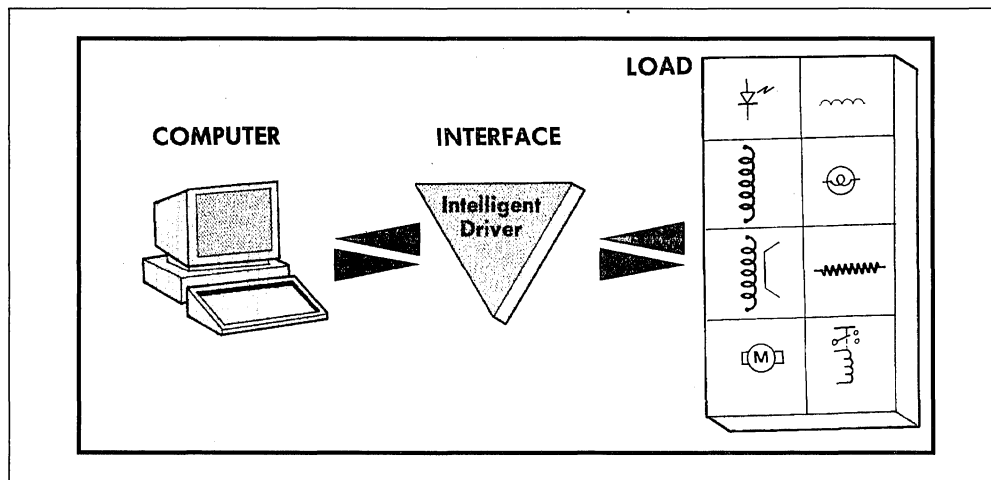 LOAD
COMPUTER
INTERFACE
Intelligent
Driver
M